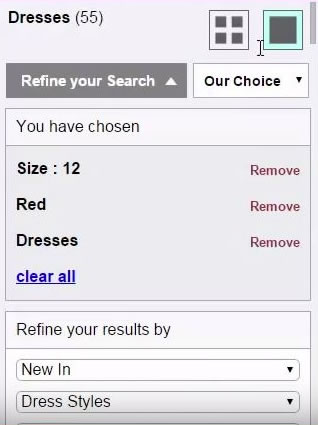 Dresses (55)
Refine your Search
Our Choice
You have chosen
Size : 12 Remove
Red Remove
Dresses Remove
clear all
Refine your results by
New In
Dress Styles